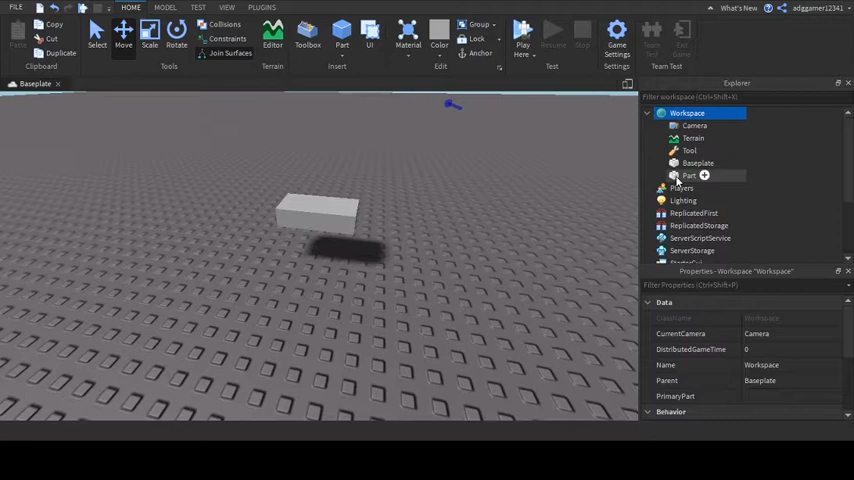 FILE HOME MODEL TEST VIEW PLUGINS What's New adggamer12341
Paste Copy Cut Duplicate Select Move Scale Rotate Collisions Constraints Join Surfaces Editor Toolbox Part UI Material Color Group Lock Anchor Play Here Resume Stop Game Settings Team Test Exit Game
Clipboard Tools Terrain Insert Edit Test Team Test
Baseplate
Explorer
Filter workspace (Ctrl+Shift+X)
Workspace
Camera
Terrain
Tool
Baseplate
Part
Players
Lighting
ReplicatedFirst
ReplicatedStorage
ServerScriptService
ServerStorage
StarterGui
Properties - Workspace "Workspace"
Filter Properties (Ctrl+Shift+P)
Data
ClassName Workspace
CurrentCamera Camera
DistributedGameTime 0
Name Workspace
Parent Baseplate
PrimaryPart
Behavior